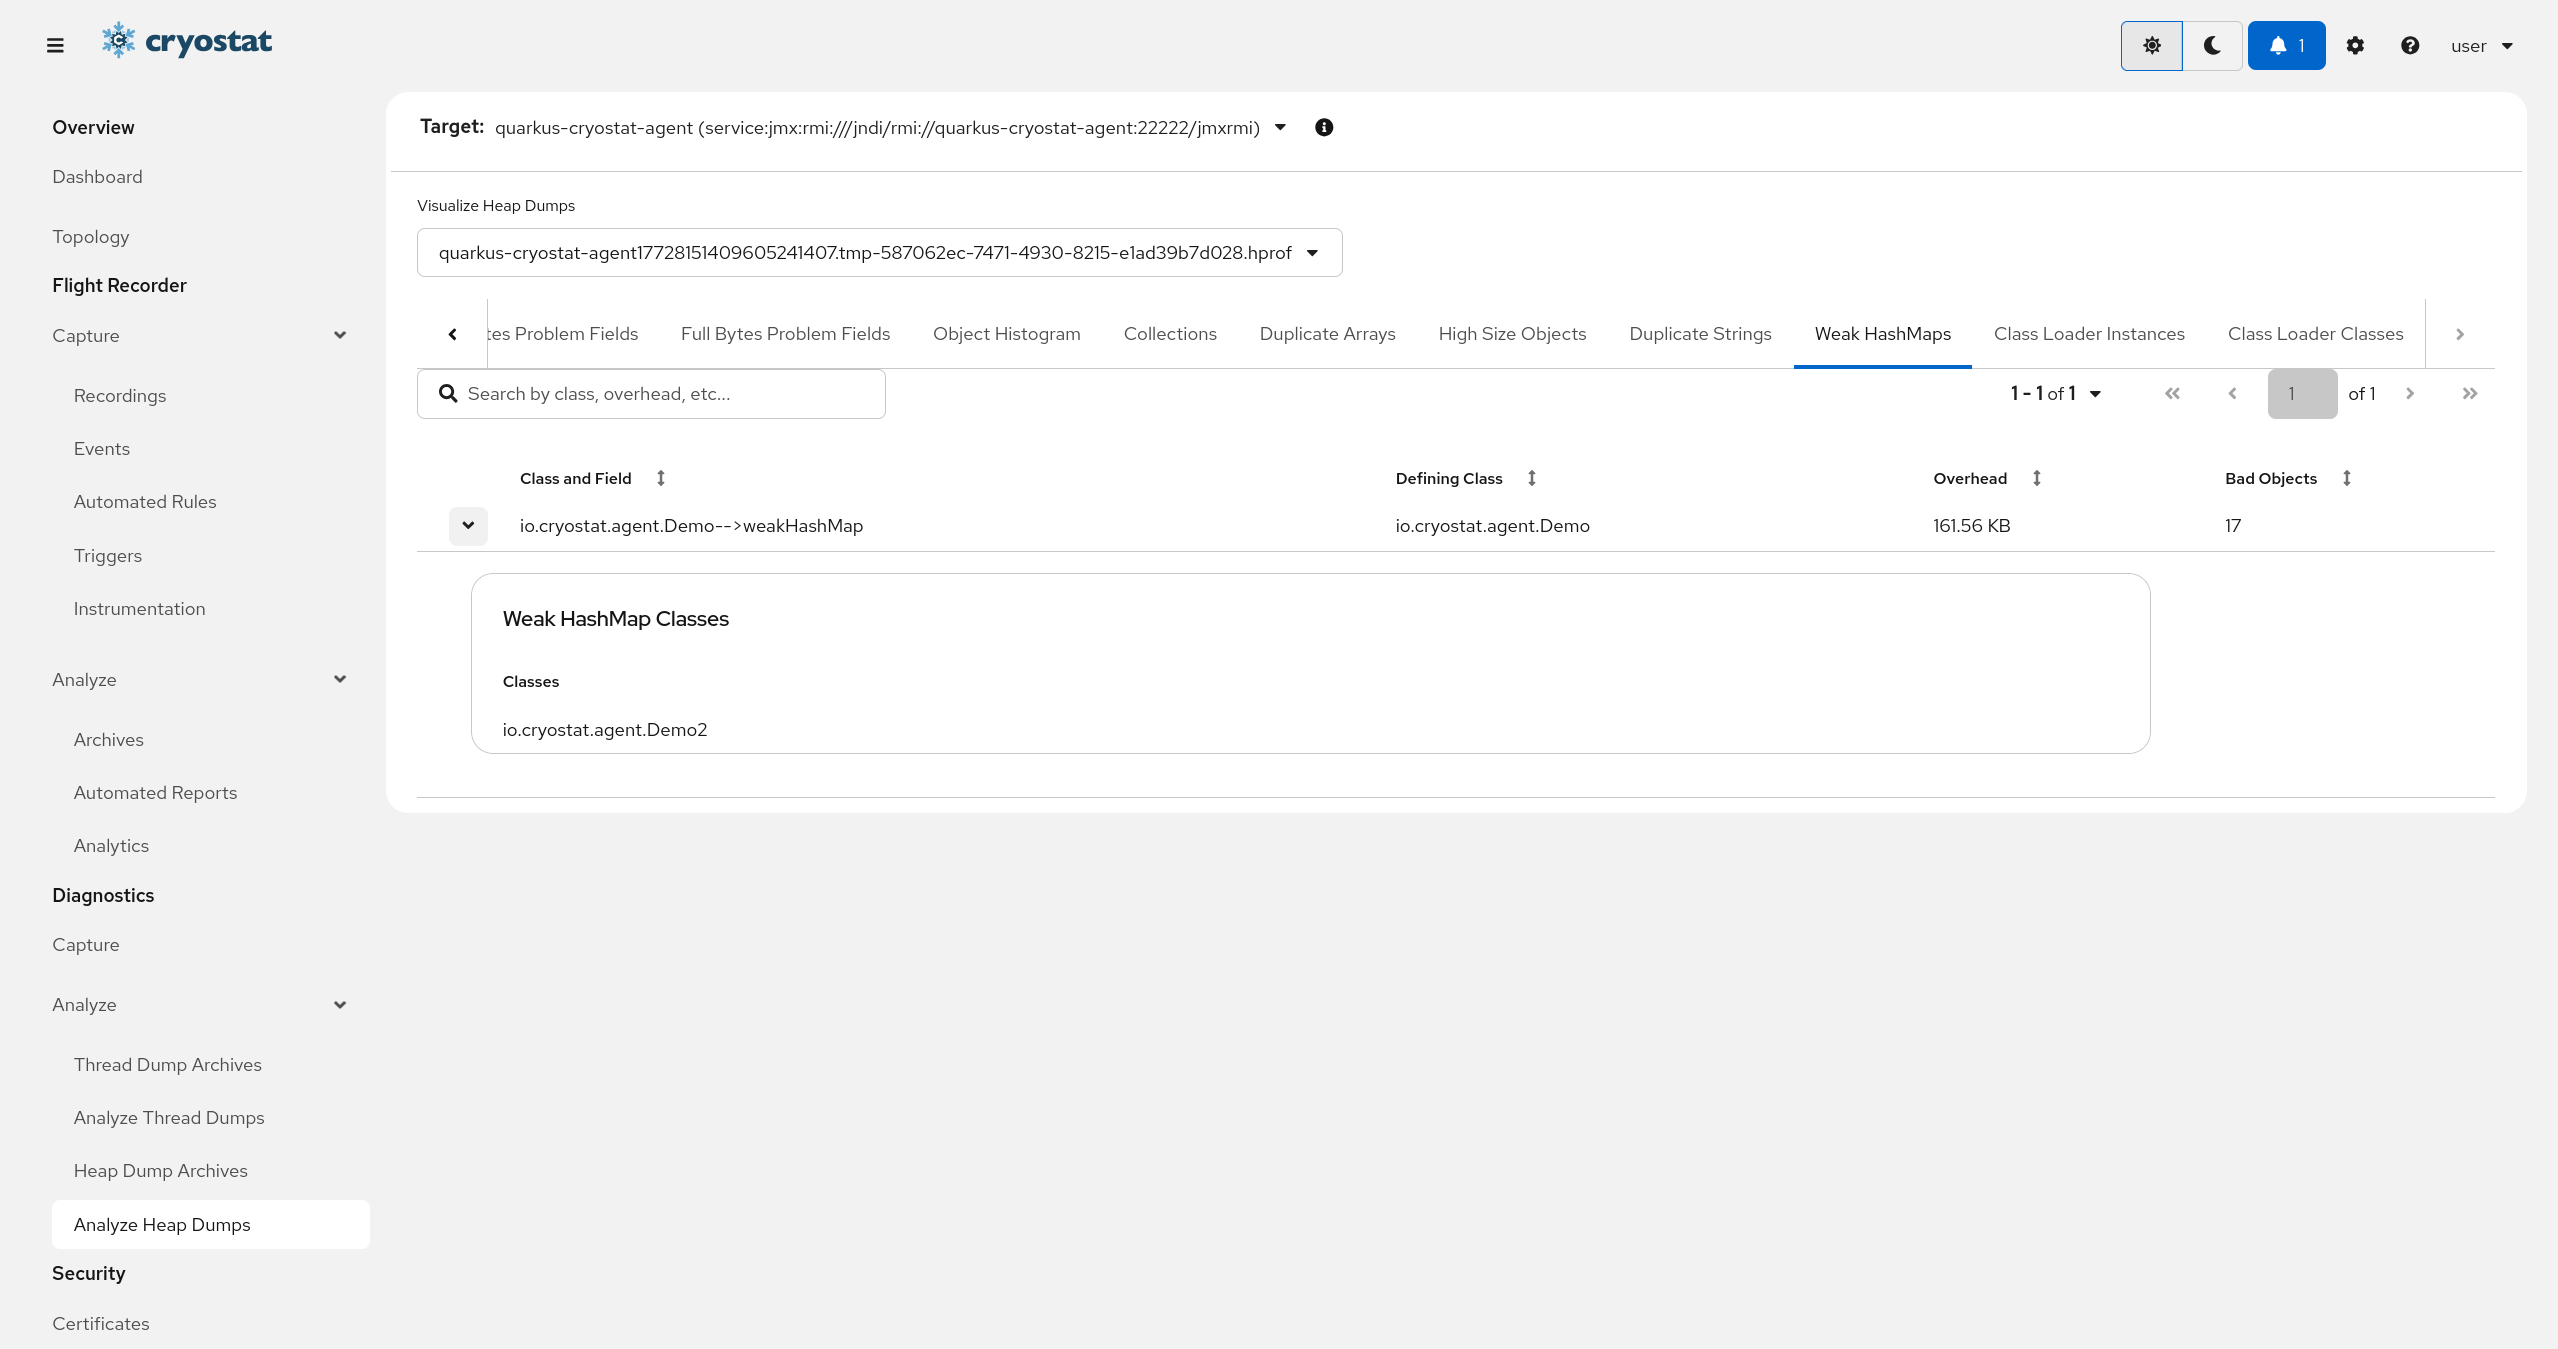 cryostat
1
user
Overview
Dashboard
Topology
Flight Recorder
Capture
Recordings
Events
Automated Rules
Triggers
Instrumentation
Analyze
Archives
Automated Reports
Analytics
Diagnostics
Capture
Analyze
Thread Dump Archives
Analyze Thread Dumps
Heap Dump Archives
Analyze Heap Dumps
Security
Certificates
Target: quarkus-cryostat-agent (service:jmx:rmi:///jndi/rmi://quarkus-cryostat-agent:22222/jmxrmi)
Visualize Heap Dumps
quarkus-cryostat-agent17728151409605241407.tmp-587062ec-7471-4930-8215-e1ad39b7d028.hprof
tes Problem Fields Full Bytes Problem Fields Object Histogram Collections Duplicate Arrays High Size Objects Duplicate Strings Weak HashMaps Class Loader Instances Class Loader Classes
Search by class, overhead, etc... 1 - 1 of 1 1 of 1
Class and Field Defining Class Overhead Bad Objects
io.cryostat.agent.Demo-->weakHashMap io.cryostat.agent.Demo 161.56 KB 17
Weak HashMap Classes
Classes
io.cryostat.agent.Demo2